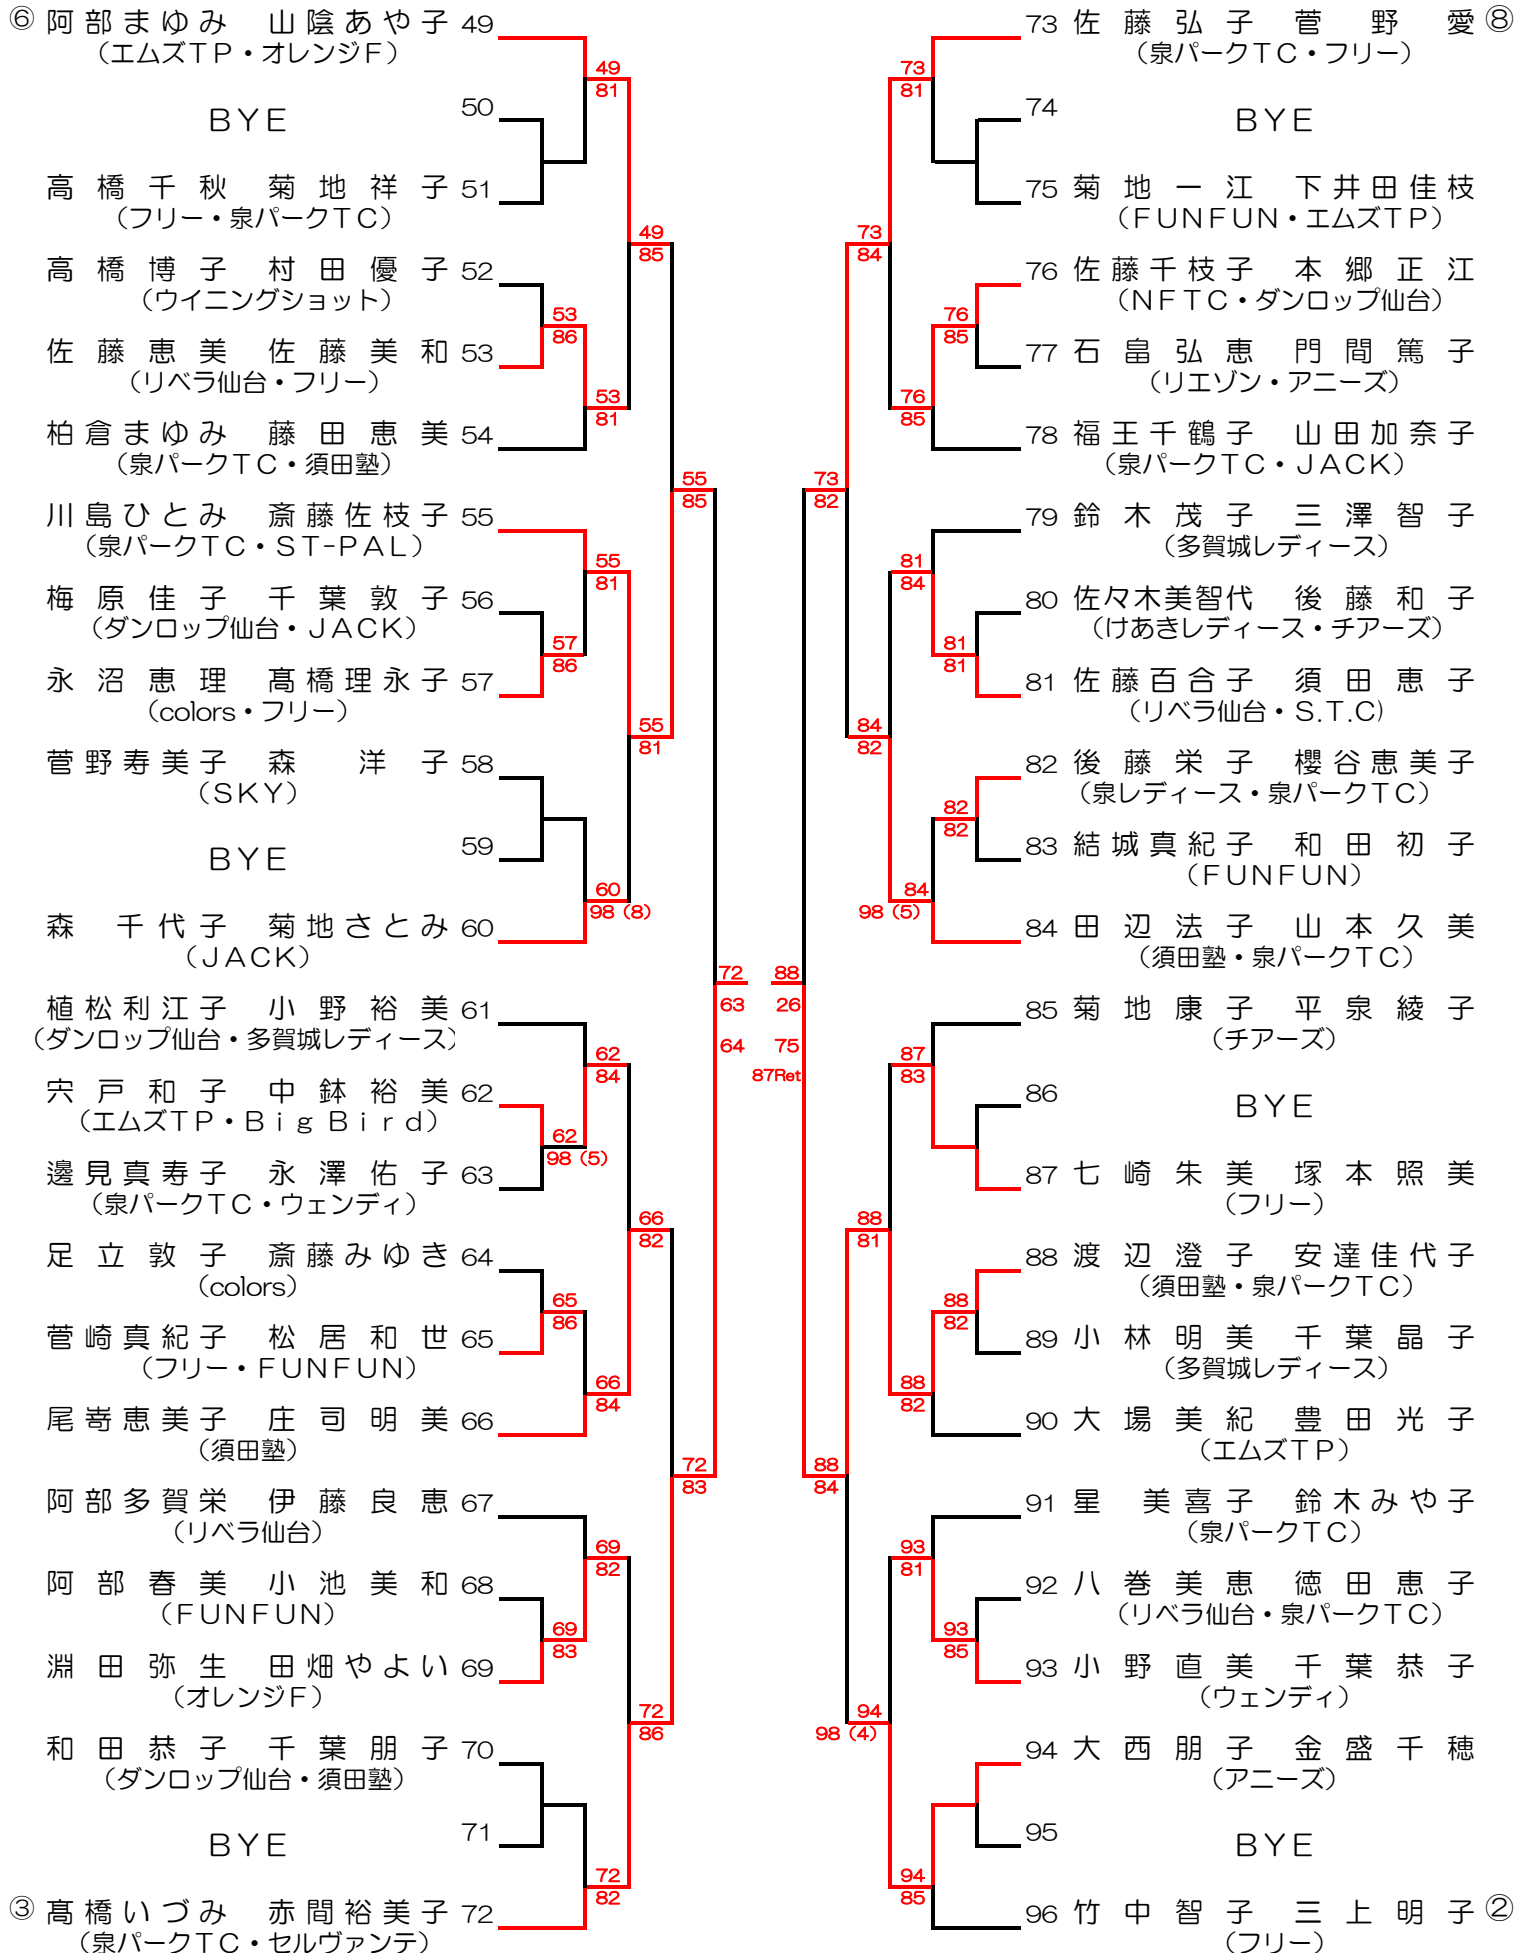 ⑥ 阿部まゆみ 山陰あや子 49
（エムズTP・オレンジF）
BYE 50
高橋千秋 菊地祥子 51
（フリー・泉パークTC）
高橋博子 村田優子 52
（ウイニングショット）
佐藤恵美 佐藤美和 53
（リベラ仙台・フリー）
柏倉まゆみ 藤田恵美 54
（泉パークTC・須田塾）
川島ひとみ 斎藤佐枝子 55
（泉パークTC・ST-PAL）
梅原佳子 千葉敦子 56
（ダンロップ仙台・JACK）
永沼恵理 髙橋理永子 57
（colors・フリー）
菅野寿美子 森 洋子 58
（SKY）
BYE 59
森 千代子 菊地さとみ 60
（JACK）
植松利江子 小野裕美 61
（ダンロップ仙台・多賀城レディース）
宍戸和子 中鉢裕美 62
（エムズTP・Big Bird）
邊見真寿子 永澤佑子 63
（泉パークTC・ウェンディ）
足立敦子 斎藤みゆき 64
（colors）
菅崎真紀子 松居和世 65
（フリー・FUNFUN）
尾嵜恵美子 庄司明美 66
（須田塾）
阿部多賀栄 伊藤良恵 67
（リベラ仙台）
阿部春美 小池美和 68
（FUNFUN）
淵田弥生 田畑やよい 69
（オレンジF）
和田恭子 千葉朋子 70
（ダンロップ仙台・須田塾）
BYE 71
③ 髙橋いづみ 赤間裕美子 72
（泉パークTC・セルヴァンテ）
49
81
53
86
53
81
49
85
55
81
57
86
55
81
60
98（8）
55
85
62
84
62
98（5）
65
86
66
84
66
82
69
82
69
83
72
82
72
86
72
83
72
63
64
88
26
75
87Ret
73
81
76
85
76
85
73
84
81
84
81
81
82
82
84
98（5）
84
82
73
82
87
83
88
82
88
82
88
81
93
81
93
85
94
85
94
98（4）
88
84
73 佐藤弘子 菅野 愛 ⑧
（泉パークTC・フリー）
74 BYE
75 菊地一江 下井田佳枝
（FUNFUN・エムズTP）
76 佐藤千枝子 本郷正江
（NFTC・ダンロップ仙台）
77 石畠弘恵 門間篤子
（リエゾン・アニーズ）
78 福王千鶴子 山田加奈子
（泉パークTC・JACK）
79 鈴木茂子 三澤智子
（多賀城レディース）
80 佐々木美智代 後藤和子
（けあきレディース・チアーズ）
81 佐藤百合子 須田恵子
（リベラ仙台・S.T.C)
82 後藤栄子 櫻谷恵美子
（泉レディース・泉パークTC）
83 結城真紀子 和田初子
（FUNFUN）
84 田辺法子 山本久美
（須田塾・泉パークTC）
85 菊地康子 平泉綾子
（チアーズ）
86 BYE
87 七崎朱美 塚本照美
（フリー）
88 渡辺澄子 安達佳代子
（須田塾・泉パークTC）
89 小林明美 千葉晶子
（多賀城レディース）
90 大場美紀 豊田光子
（エムズTP）
91 星 美喜子 鈴木みや子
（泉パークTC）
92 八巻美恵 徳田恵子
（リベラ仙台・泉パークTC）
93 小野直美 千葉恭子
（ウェンディ）
94 大西朋子 金盛千穂
（アニーズ）
95 BYE
96 竹中智子 三上明子 ②
（フリー）